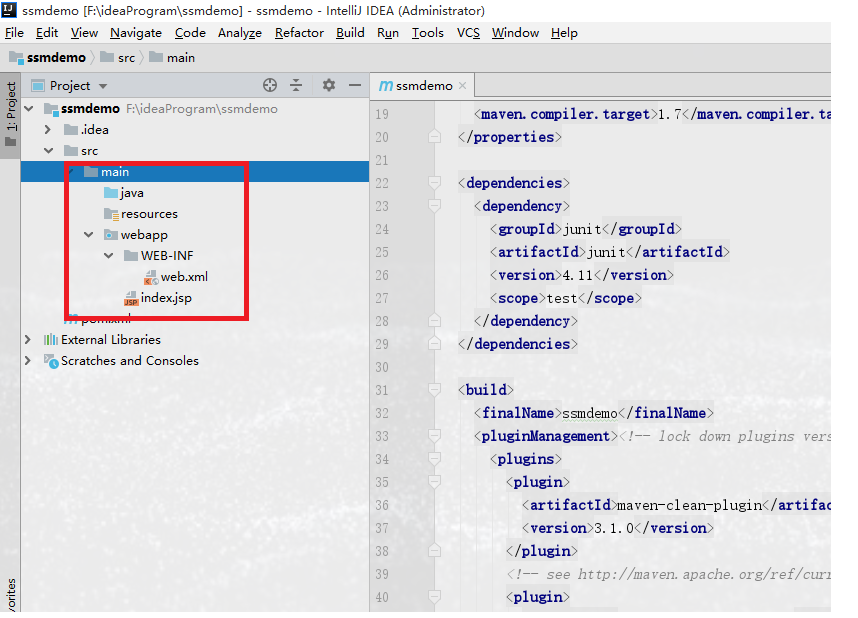 ssmdemo [F:\ideaProgram\ssmdemo] - ssmdemo - IntelliJ IDEA (Administrator)
File Edit View Navigate Code Analyze Refactor Build Run Tools VCS Window Help
ssmdemo src main
1: Project
Project
ssmdemo F:\ideaProgram\ssmdemo
.idea
src
main
java
resources
webapp
WEB-INF
web.xml
index.jsp
pom.xml
External Libraries
Scratches and Consoles
ssmdemo
19 <maven.compiler.target>1.7</maven.compiler.ta
20 </properties>
21
22 <dependencies>
23 <dependency>
24 <groupId>junit</groupId>
25 <artifactId>junit</artifactId>
26 <version>4.11</version>
27 <scope>test</scope>
28 </dependency>
29 </dependencies>
30
31 <build>
32 <finalName>ssmdemo</finalName>
33 <pluginManagement><!-- lock down plugins vers
34 <plugins>
35 <plugin>
36 <artifactId>maven-clean-plugin</artifac
37 <version>3.1.0</version>
38 </plugin>
39 <!-- see http://maven.apache.org/ref/curr
40 <plugin>
vorites